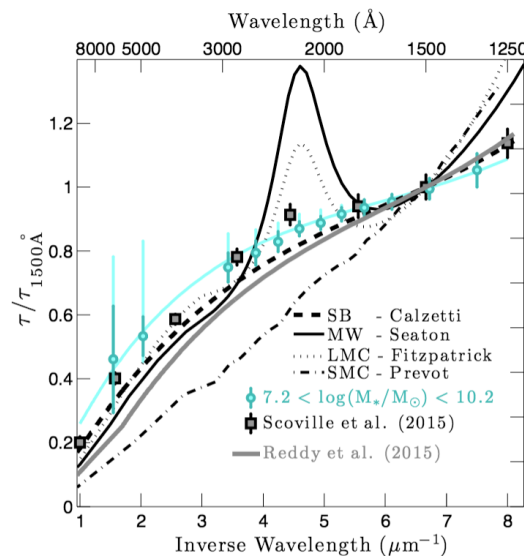 Wavelength (Å)
8000 5000 3000 2000 1500 1250
1.2
1
0.8
0.6
0.4
0.2
0
τ/τ1500Å
SB - Calzetti
MW - Seaton
LMC - Fitzpatrick
SMC - Prevot
7.2 < log(M*/M⊙) < 10.2
Scoville et al. (2015)
Reddy et al. (2015)
1 2 3 4 5 6 7 8
Inverse Wavelength (μm⁻¹)